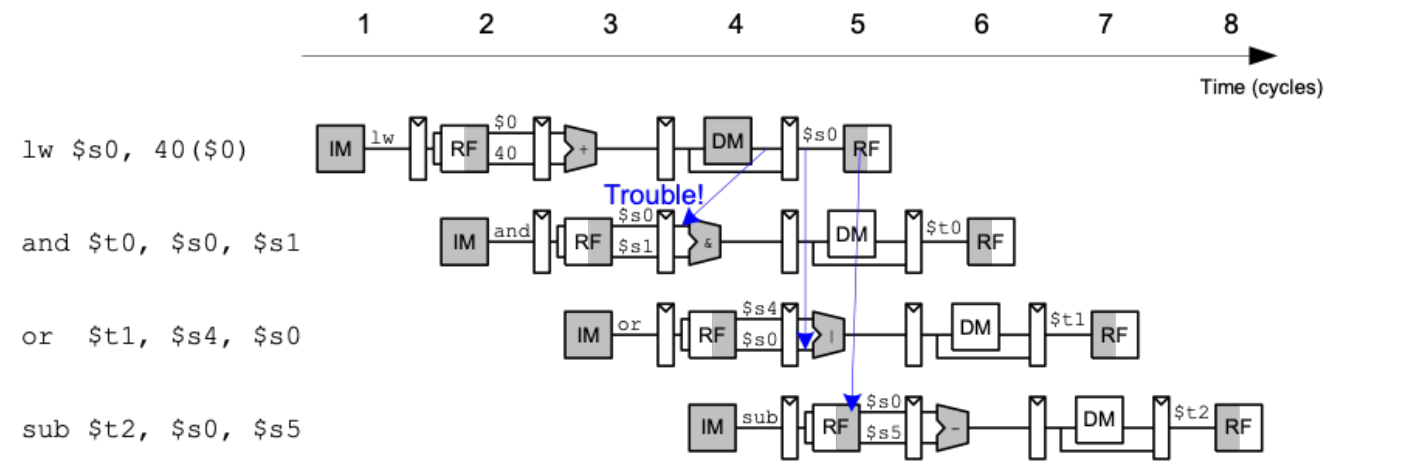 1 2 3 4 5 6 7 8
Time (cycles)
lw $s0, 40($0) IM lw RF $0 40 + DM $s0 RF
Trouble!
and $t0, $s0, $s1 IM and RF $s0 $s1 & DM $t0 RF
or $t1, $s4, $s0 IM or RF $s4 $s0 | DM $t1 RF
sub $t2, $s0, $s5 IM sub RF $s0 $s5 - DM $t2 RF